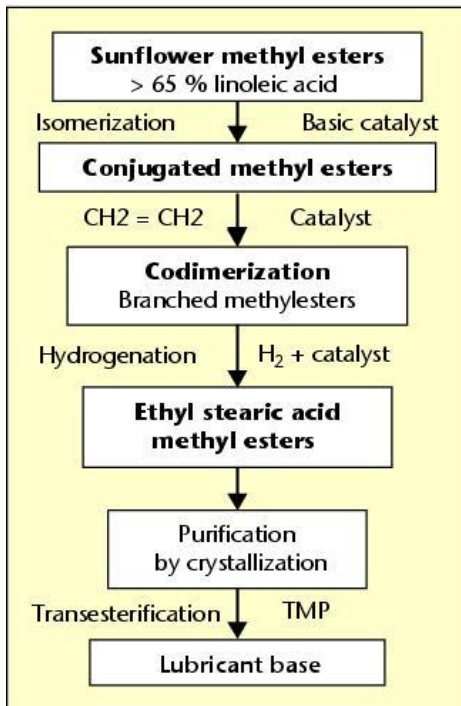 Sunflower methyl esters
> 65 % linoleic acid
Isomerization Basic catalyst
Conjugated methyl esters
CH2 = CH2 Catalyst
Codimerization
Branched methylesters
Hydrogenation H₂ + catalyst
Ethyl stearic acid
methyl esters
Purification
by crystallization
Transesterification TMP
Lubricant base